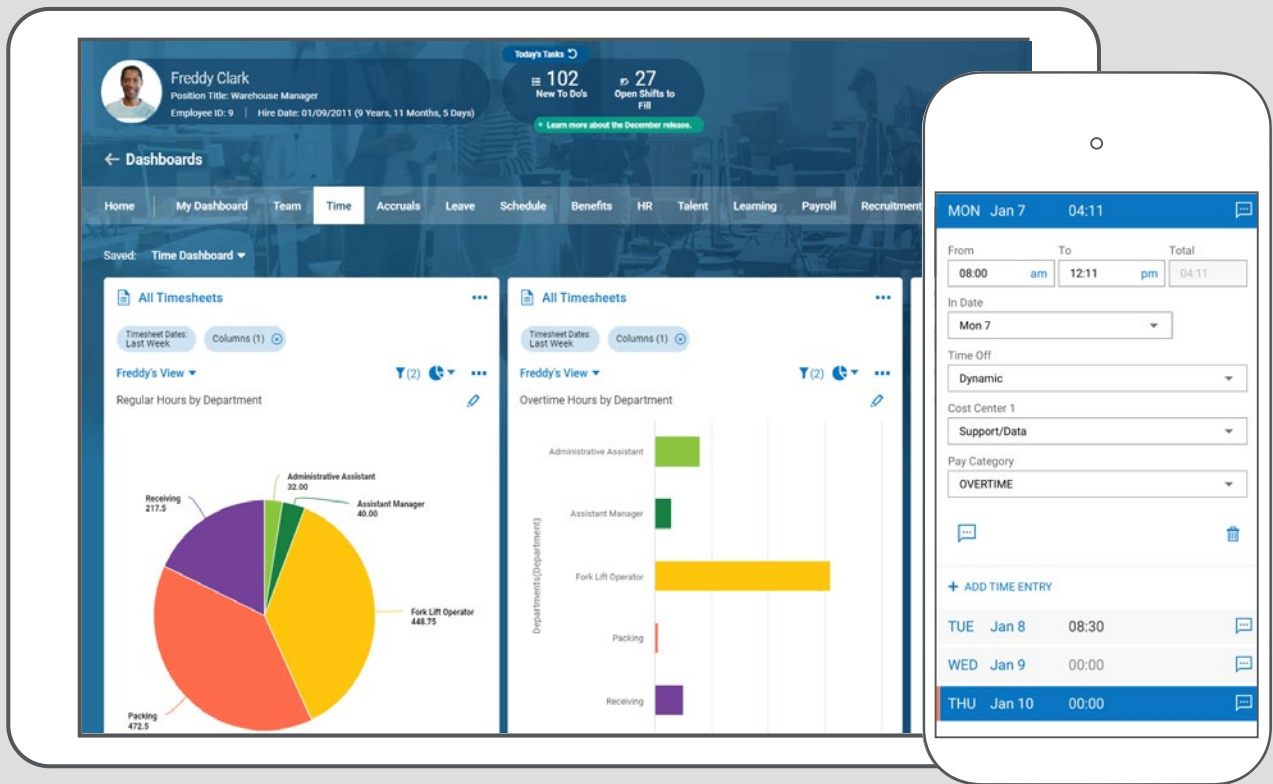 Today's Tasks
Freddy Clark
Position Title: Warehouse Manager
Employee ID: 9 | Hire Date: 01/09/2011 (9 Years, 11 Months, 5 Days)
102
New To Do's
27
Open Shifts to
Fill
Learn more about the December release.
← Dashboards
Home My Dashboard Team Time Accruals Leave Schedule Benefits HR Talent Learning Payroll Recruitment
Saved: Time Dashboard
All Timesheets
Timesheet Dates:
Last Week
Columns (1)
Freddy's View
(2)
Regular Hours by Department
Administrative Assistant
32.00
Assistant Manager
40.00
Receiving
217.5
Fork Lift Operator
448.75
Packing
472.5
All Timesheets
Timesheet Dates:
Last Week
Columns (1)
Freddy's View
(2)
Overtime Hours by Department
Departments(Department)
Administrative Assistant
Assistant Manager
Fork Lift Operator
Packing
Receiving
MON Jan 7 04:11
From To Total
08:00 am 12:11 pm 04:11
In Date
Mon 7
Time Off
Dynamic
Cost Center 1
Support/Data
Pay Category
OVERTIME
+ ADD TIME ENTRY
TUE Jan 8 08:30
WED Jan 9 00:00
THU Jan 10 00:00